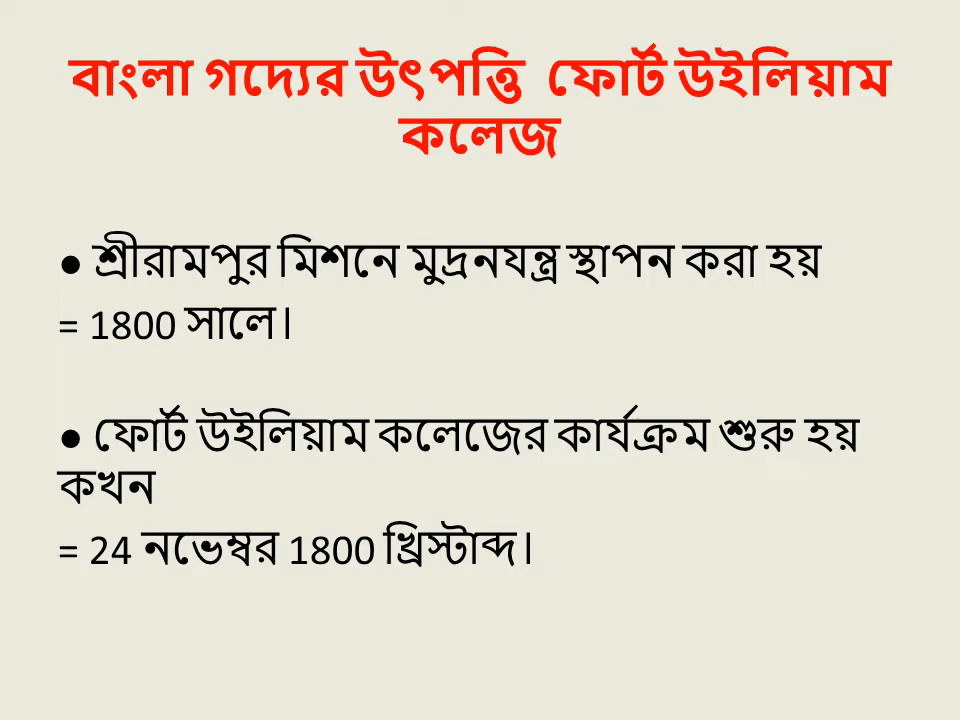 বাংলা গদ্যের উৎপত্তি ফোর্ট উইলিয়াম
কলেজ
● শ্রীরামপুর মিশনে মুদ্রনযন্ত্র স্থাপন করা হয়
= 1800 সালে।
● ফোর্ট উইলিয়াম কলেজের কার্যক্রম শুরু হয়
কখন
= 24 নভেম্বর 1800 খ্রিস্টাব্দ।